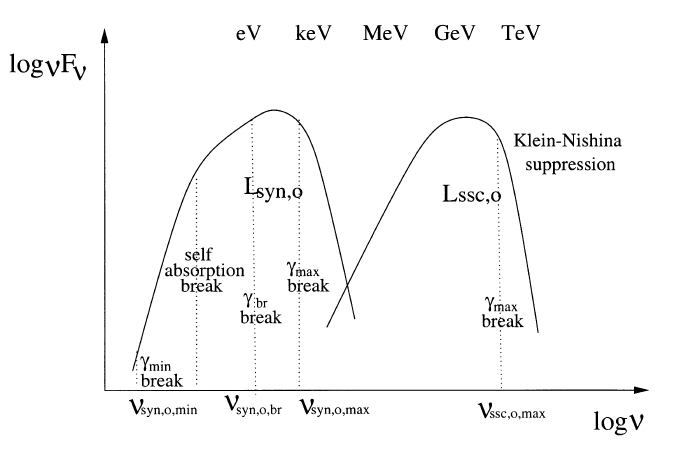 eV keV MeV GeV TeV
logνFν
Klein-Nishina
suppression
Lsyn,o
Lssc,o
self
absorption
break
γmax
break
γbr
break
γmax
break
γmin
break
νsyn,o,min
νsyn,o,br
νsyn,o,max
νssc,o,max
logν